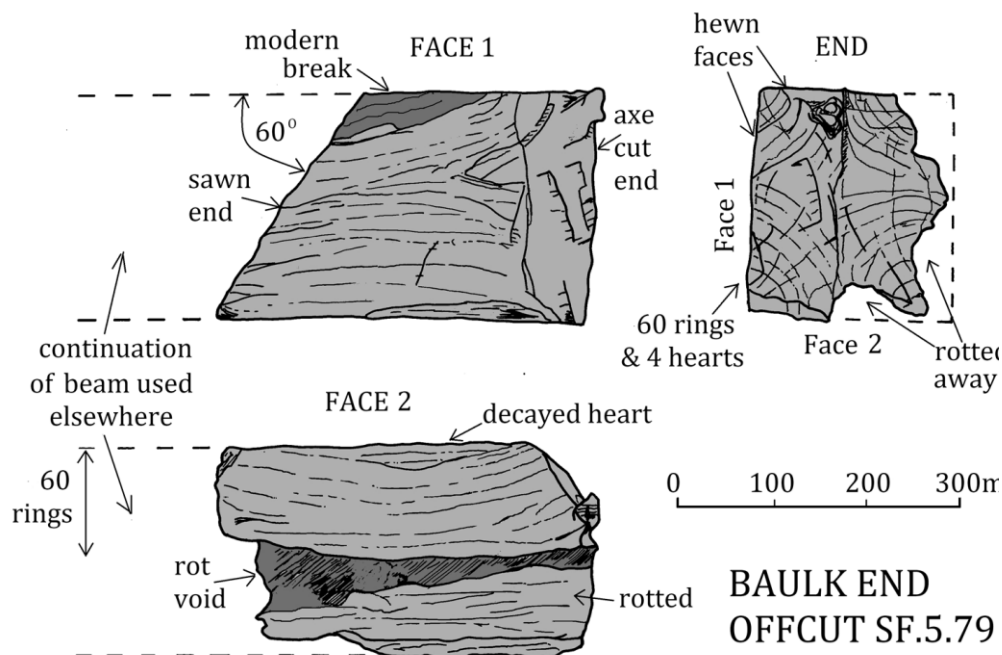 modern
break
FACE 1
60°
sawn
end
axe
cut
end
hewn
faces
END
Face 1
60 rings
& 4 hearts
Face 2
rotted
away
continuation
of beam used
elsewhere
FACE 2
decayed heart
60
rings
rot
void
rotted
0 100 200 300m
BAULK END
OFFCUT SF.5.79